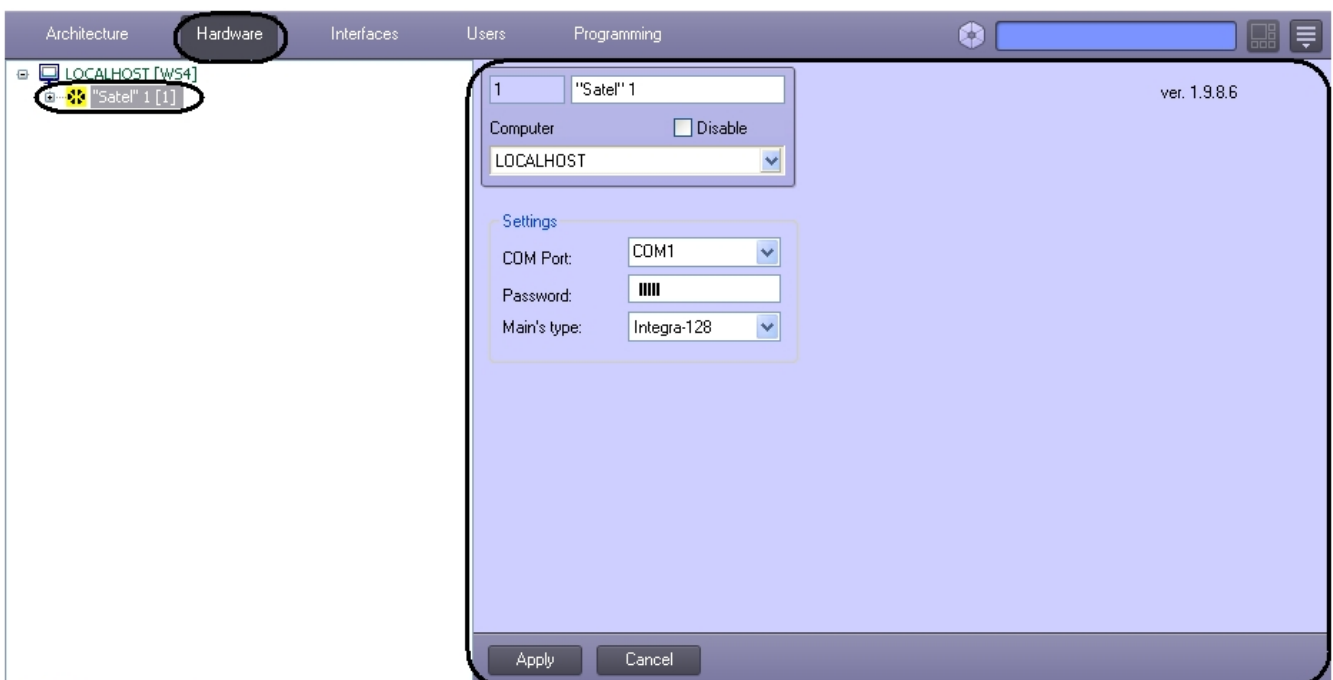 Architecture Hardware Interfaces Users Programming
LOCALHOST [WS4]
"Satel" 1 [1]
1 "Satel" 1
ver. 1.9.8.6
Computer Disable
LOCALHOST
Settings
COM Port: COM1
Password:
Main's type: Integra-128
Apply Cancel